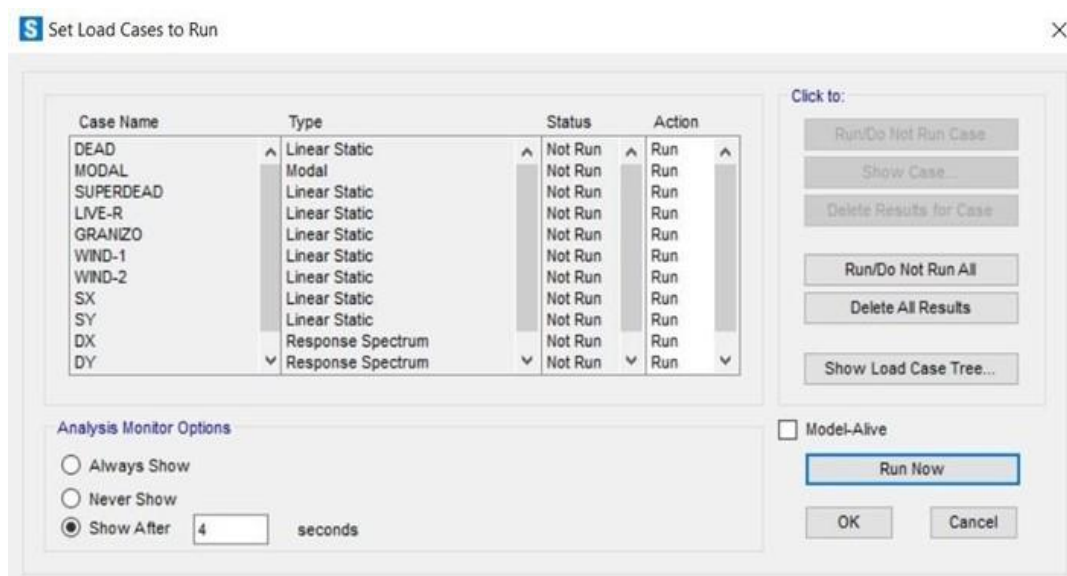 S Set Load Cases to Run
Click to:
Case Name Type Status Action
DEAD Linear Static Not Run Run
MODAL Modal Not Run Run
SUPERDEAD Linear Static Not Run Run
LIVE-R Linear Static Not Run Run
GRANIZO Linear Static Not Run Run
WIND-1 Linear Static Not Run Run
WIND-2 Linear Static Not Run Run
SX Linear Static Not Run Run
SY Linear Static Not Run Run
DX Response Spectrum Not Run Run
DY Response Spectrum Not Run Run
Run/Do Not Run Case
Show Case...
Delete Results for Case
Run/Do Not Run All
Delete All Results
Show Load Case Tree...
Analysis Monitor Options
Always Show
Never Show
Show After 4 seconds
Model-Alive
Run Now
OK Cancel